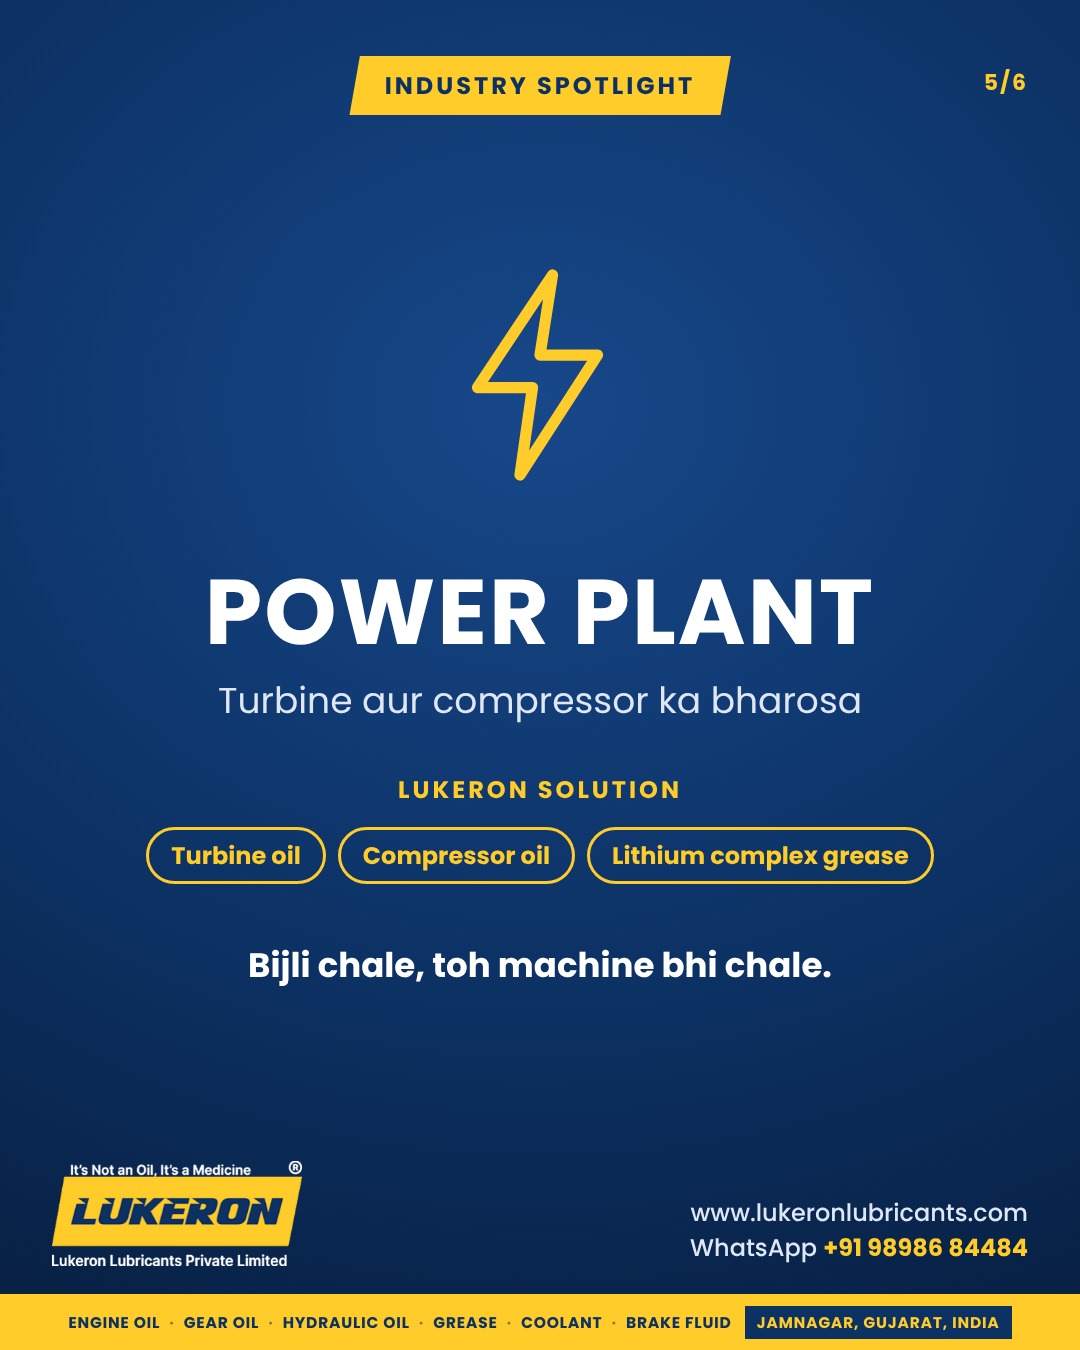 INDUSTRY SPOTLIGHT
5/6
POWER PLANT
Turbine aur compressor ka bharosa
LUKERON SOLUTION
Turbine oil
Compressor oil
Lithium complex grease
Bijli chale, toh machine bhi chale.
It's Not an Oil, It's a Medicine ®
LUKERON
Lukeron Lubricants Private Limited
www.lukeronlubricants.com
WhatsApp +91 98986 84484
ENGINE OIL · GEAR OIL · HYDRAULIC OIL · GREASE · COOLANT · BRAKE FLUID JAMNAGAR, GUJARAT, INDIA